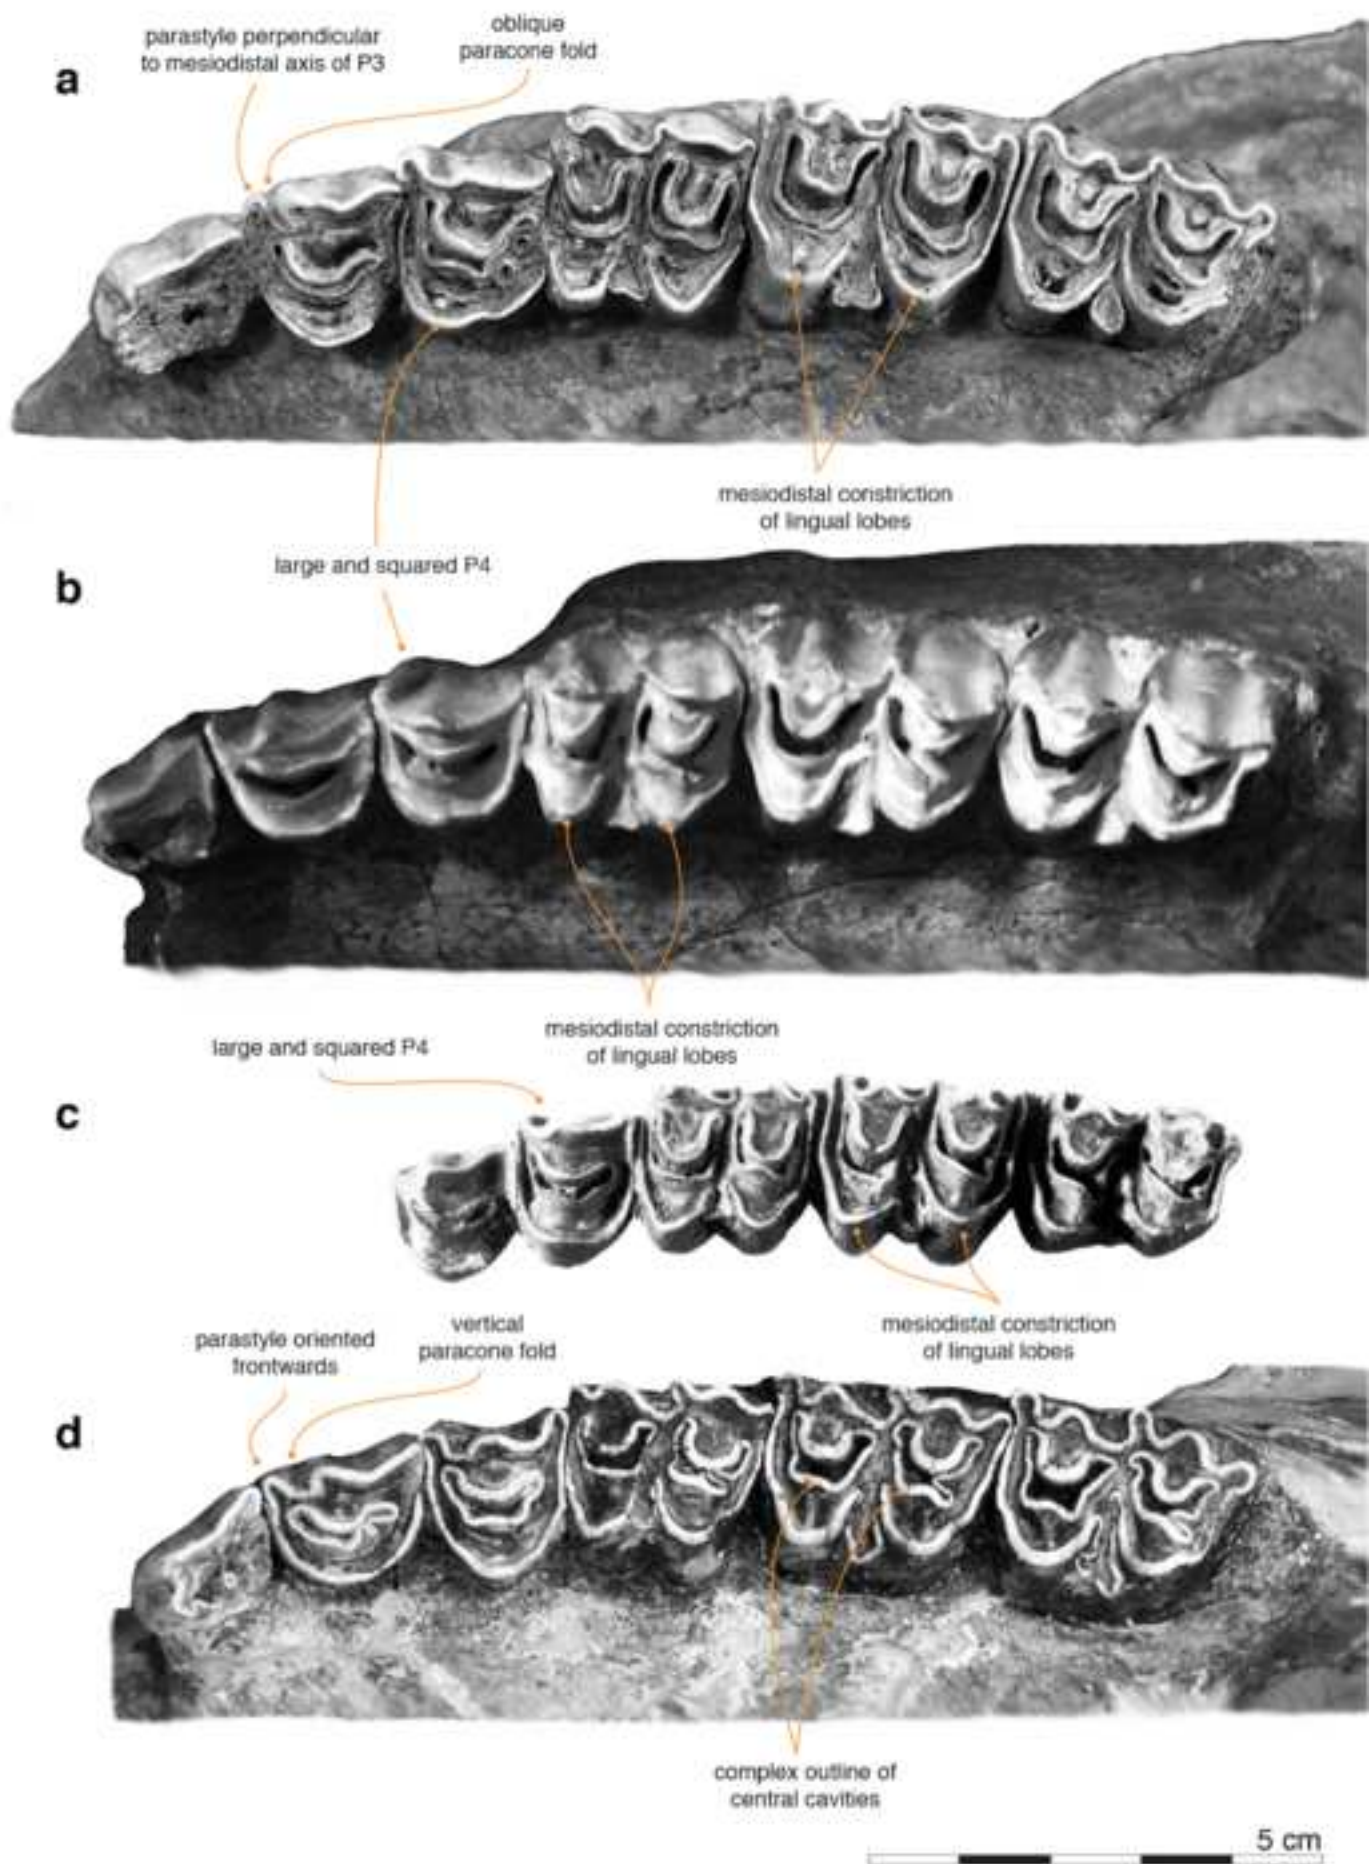 parastyle perpendicular
to mesiodistal axis of P3
oblique
paracone fold
a
mesiodistal constriction
of lingual lobes
large and squared P4
b
mesiodistal constriction
of lingual lobes
large and squared P4
c
mesiodistal constriction
of lingual lobes
parastyle oriented
frontwards
vertical
paracone fold
d
complex outline of
central cavities
5 cm